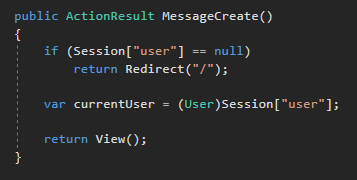 public ActionResult MessageCreate()
{
if (Session["user"] == null)
return Redirect("/");
var currentUser = (User)Session["user"];
return View();
}